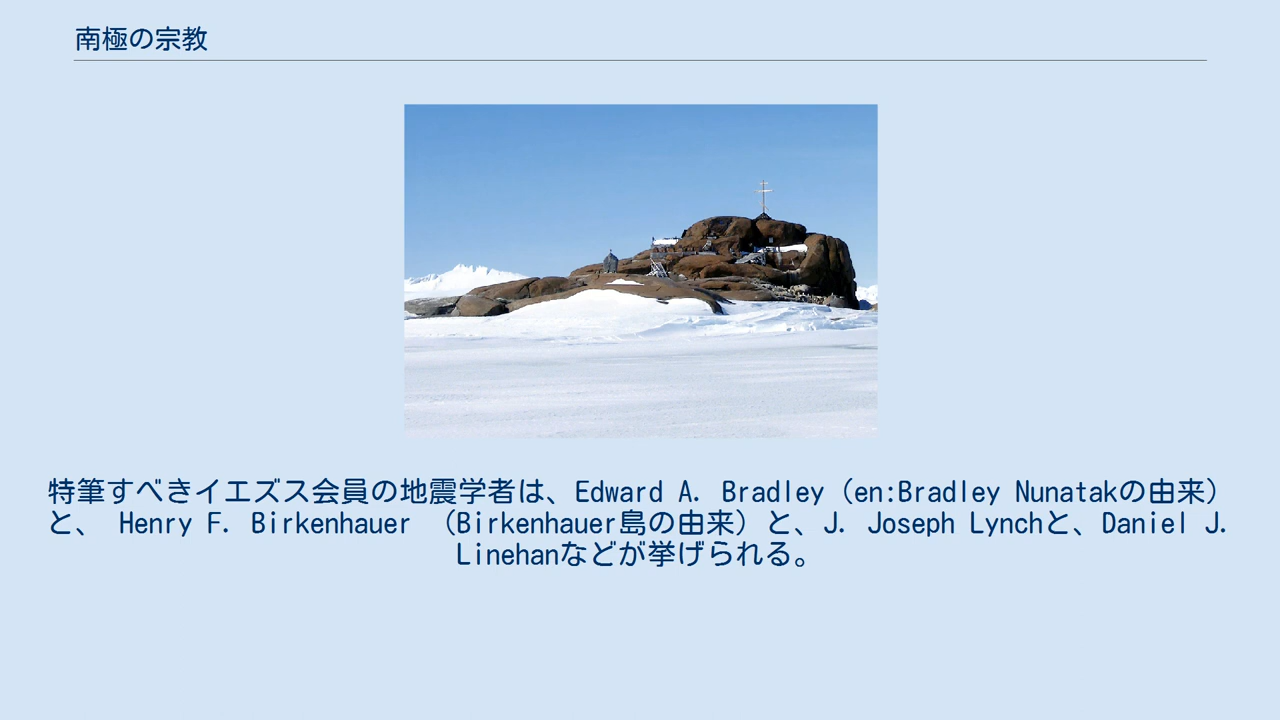 南極の宗教
特筆すべきイエズス会員の地震学者は、Edward A. Bradley（en:Bradley Nunatakの由来）
と、 Henry F. Birkenhauer （Birkenhauer島の由来）と、J. Joseph Lynchと、Daniel J.
Linehanなどが挙げられる。